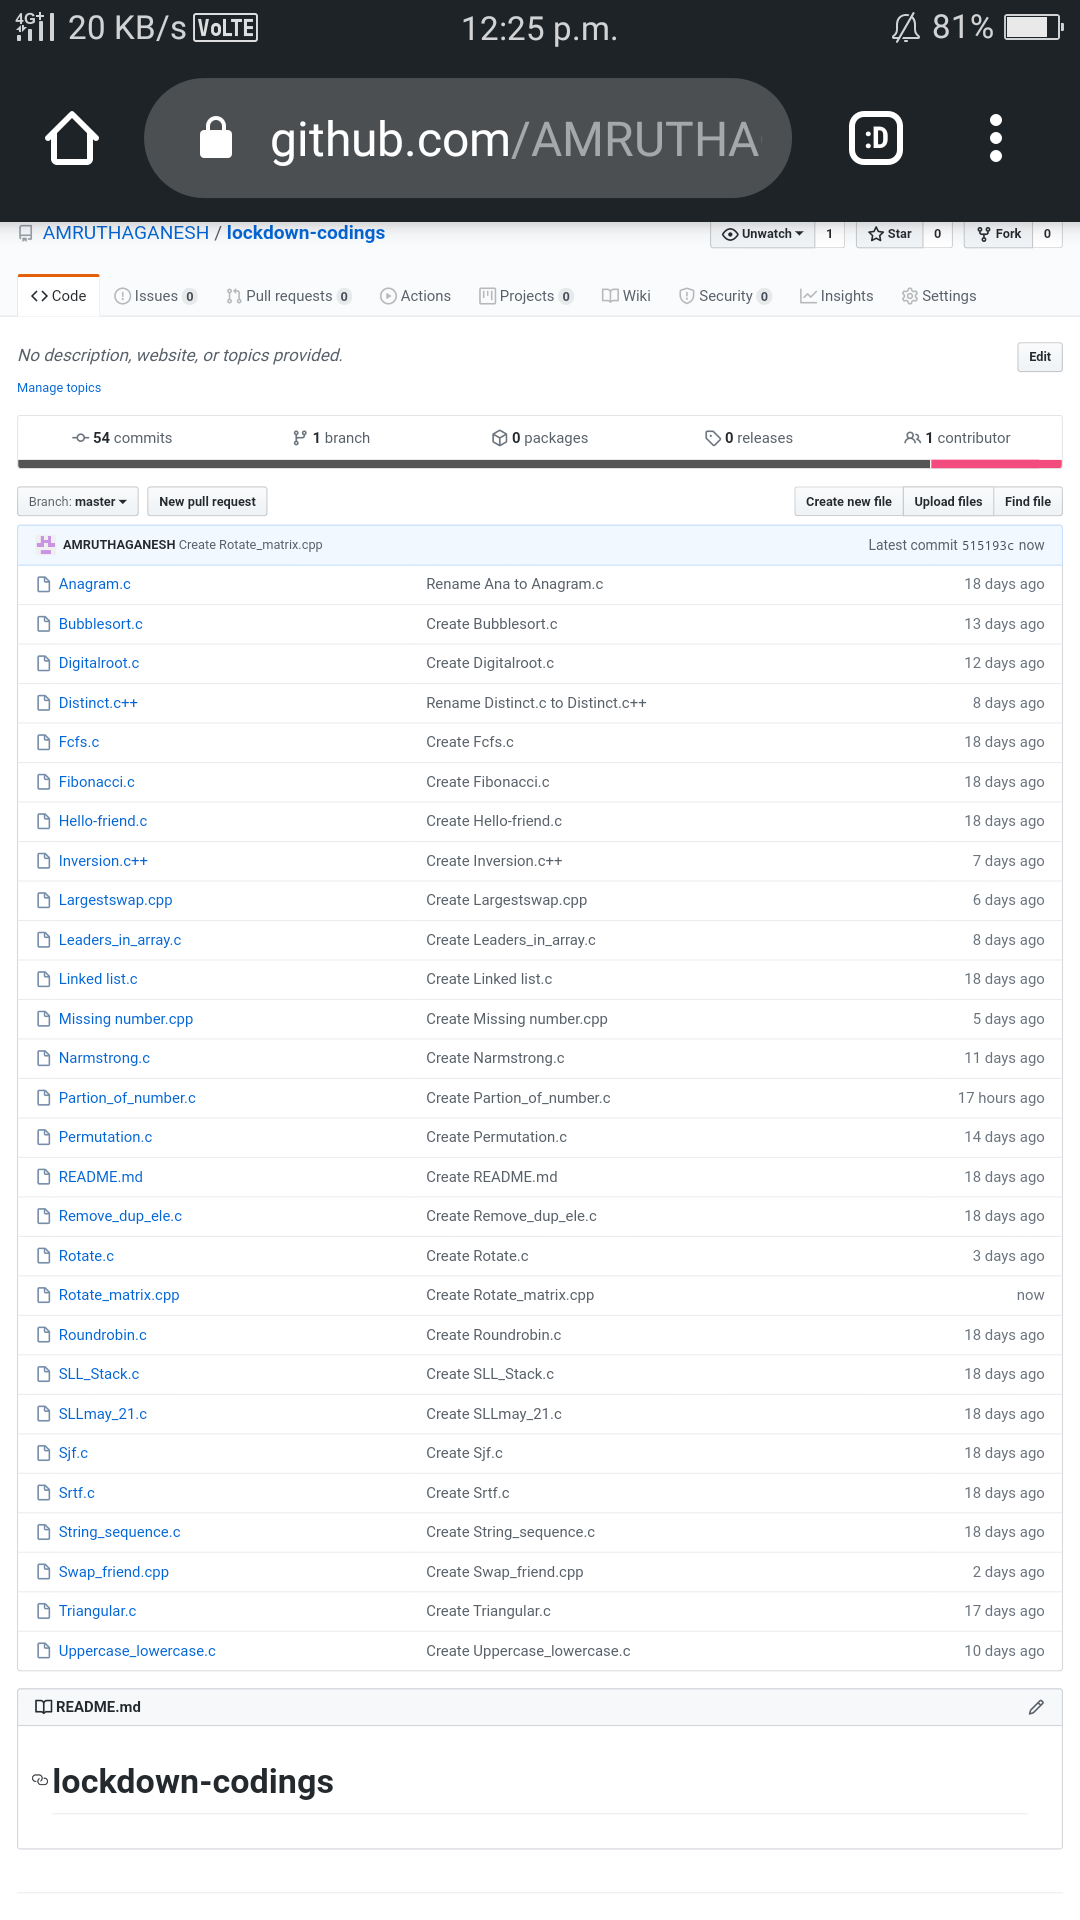 4G+ 20 KB/s VoLTE 12:25 p.m. 81%
github.com/AMRUTHA
:D
AMRUTHAGANESH / lockdown-codings Unwatch 1 Star 0 Fork 0
Code Issues 0 Pull requests 0 Actions Projects 0 Wiki Security 0 Insights Settings
No description, website, or topics provided. Edit
Manage topics
54 commits 1 branch 0 packages 0 releases 1 contributor
Branch: master New pull request Create new file Upload files Find file
AMRUTHAGANESH Create Rotate_matrix.cpp Latest commit 515193c now
Anagram.c Rename Ana to Anagram.c 18 days ago
Bubblesort.c Create Bubblesort.c 13 days ago
Digitalroot.c Create Digitalroot.c 12 days ago
Distinct.c++ Rename Distinct.c to Distinct.c++ 8 days ago
Fcfs.c Create Fcfs.c 18 days ago
Fibonacci.c Create Fibonacci.c 18 days ago
Hello-friend.c Create Hello-friend.c 18 days ago
Inversion.c++ Create Inversion.c++ 7 days ago
Largestswap.cpp Create Largestswap.cpp 6 days ago
Leaders_in_array.c Create Leaders_in_array.c 8 days ago
Linked list.c Create Linked list.c 18 days ago
Missing number.cpp Create Missing number.cpp 5 days ago
Narmstrong.c Create Narmstrong.c 11 days ago
Partion_of_number.c Create Partion_of_number.c 17 hours ago
Permutation.c Create Permutation.c 14 days ago
README.md Create README.md 18 days ago
Remove_dup_ele.c Create Remove_dup_ele.c 18 days ago
Rotate.c Create Rotate.c 3 days ago
Rotate_matrix.cpp Create Rotate_matrix.cpp now
Roundrobin.c Create Roundrobin.c 18 days ago
SLL_Stack.c Create SLL_Stack.c 18 days ago
SLLmay_21.c Create SLLmay_21.c 18 days ago
Sjf.c Create Sjf.c 18 days ago
Srtf.c Create Srtf.c 18 days ago
String_sequence.c Create String_sequence.c 18 days ago
Swap_friend.cpp Create Swap_friend.cpp 2 days ago
Triangular.c Create Triangular.c 17 days ago
Uppercase_lowercase.c Create Uppercase_lowercase.c 10 days ago
README.md
lockdown-codings